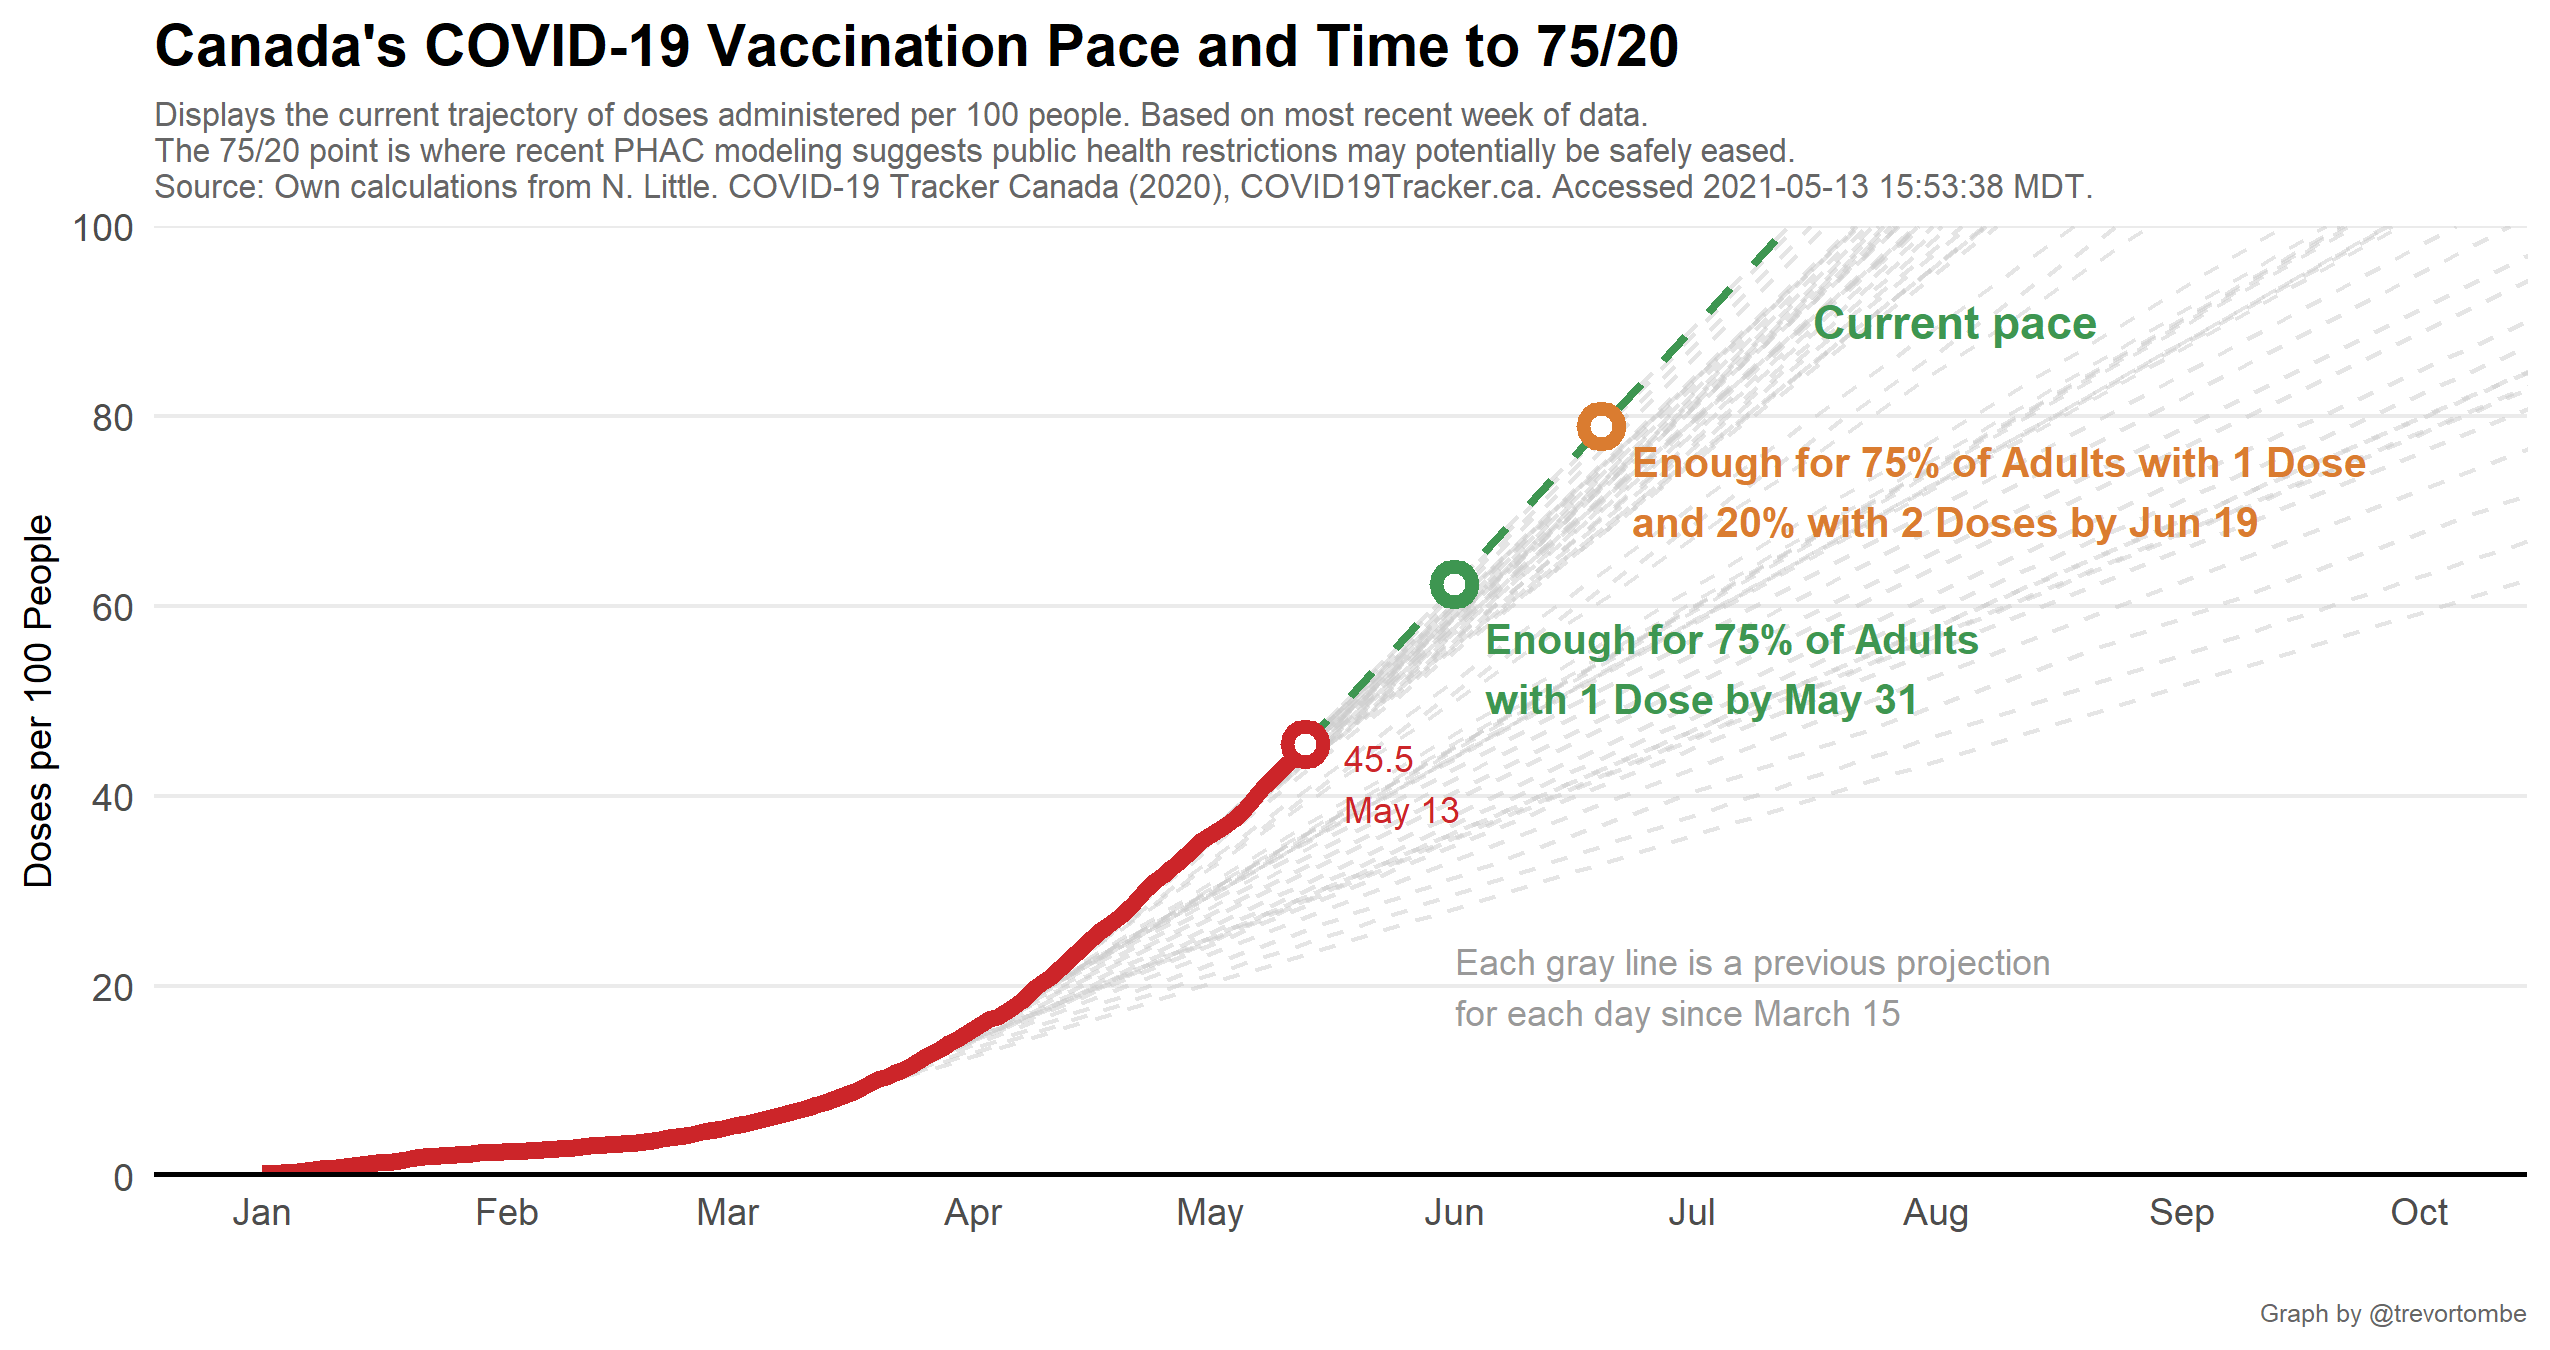 Canada's COVID-19 Vaccination Pace and Time to 75/20
Displays the current trajectory of doses administered per 100 people. Based on most recent week of data.
The 75/20 point is where recent PHAC modeling suggests public health restrictions may potentially be safely eased.
Source: Own calculations from N. Little. COVID-19 Tracker Canada (2020), COVID19Tracker.ca. Accessed 2021-05-13 15:53:38 MDT.
Doses per 100 People
100
80
60
40
20
0
Current pace
Enough for 75% of Adults with 1 Dose
and 20% with 2 Doses by Jun 19
Enough for 75% of Adults
with 1 Dose by May 31
45.5
May 13
Each gray line is a previous projection
for each day since March 15
Jan Feb Mar Apr May Jun Jul Aug Sep Oct
Graph by @trevortombe